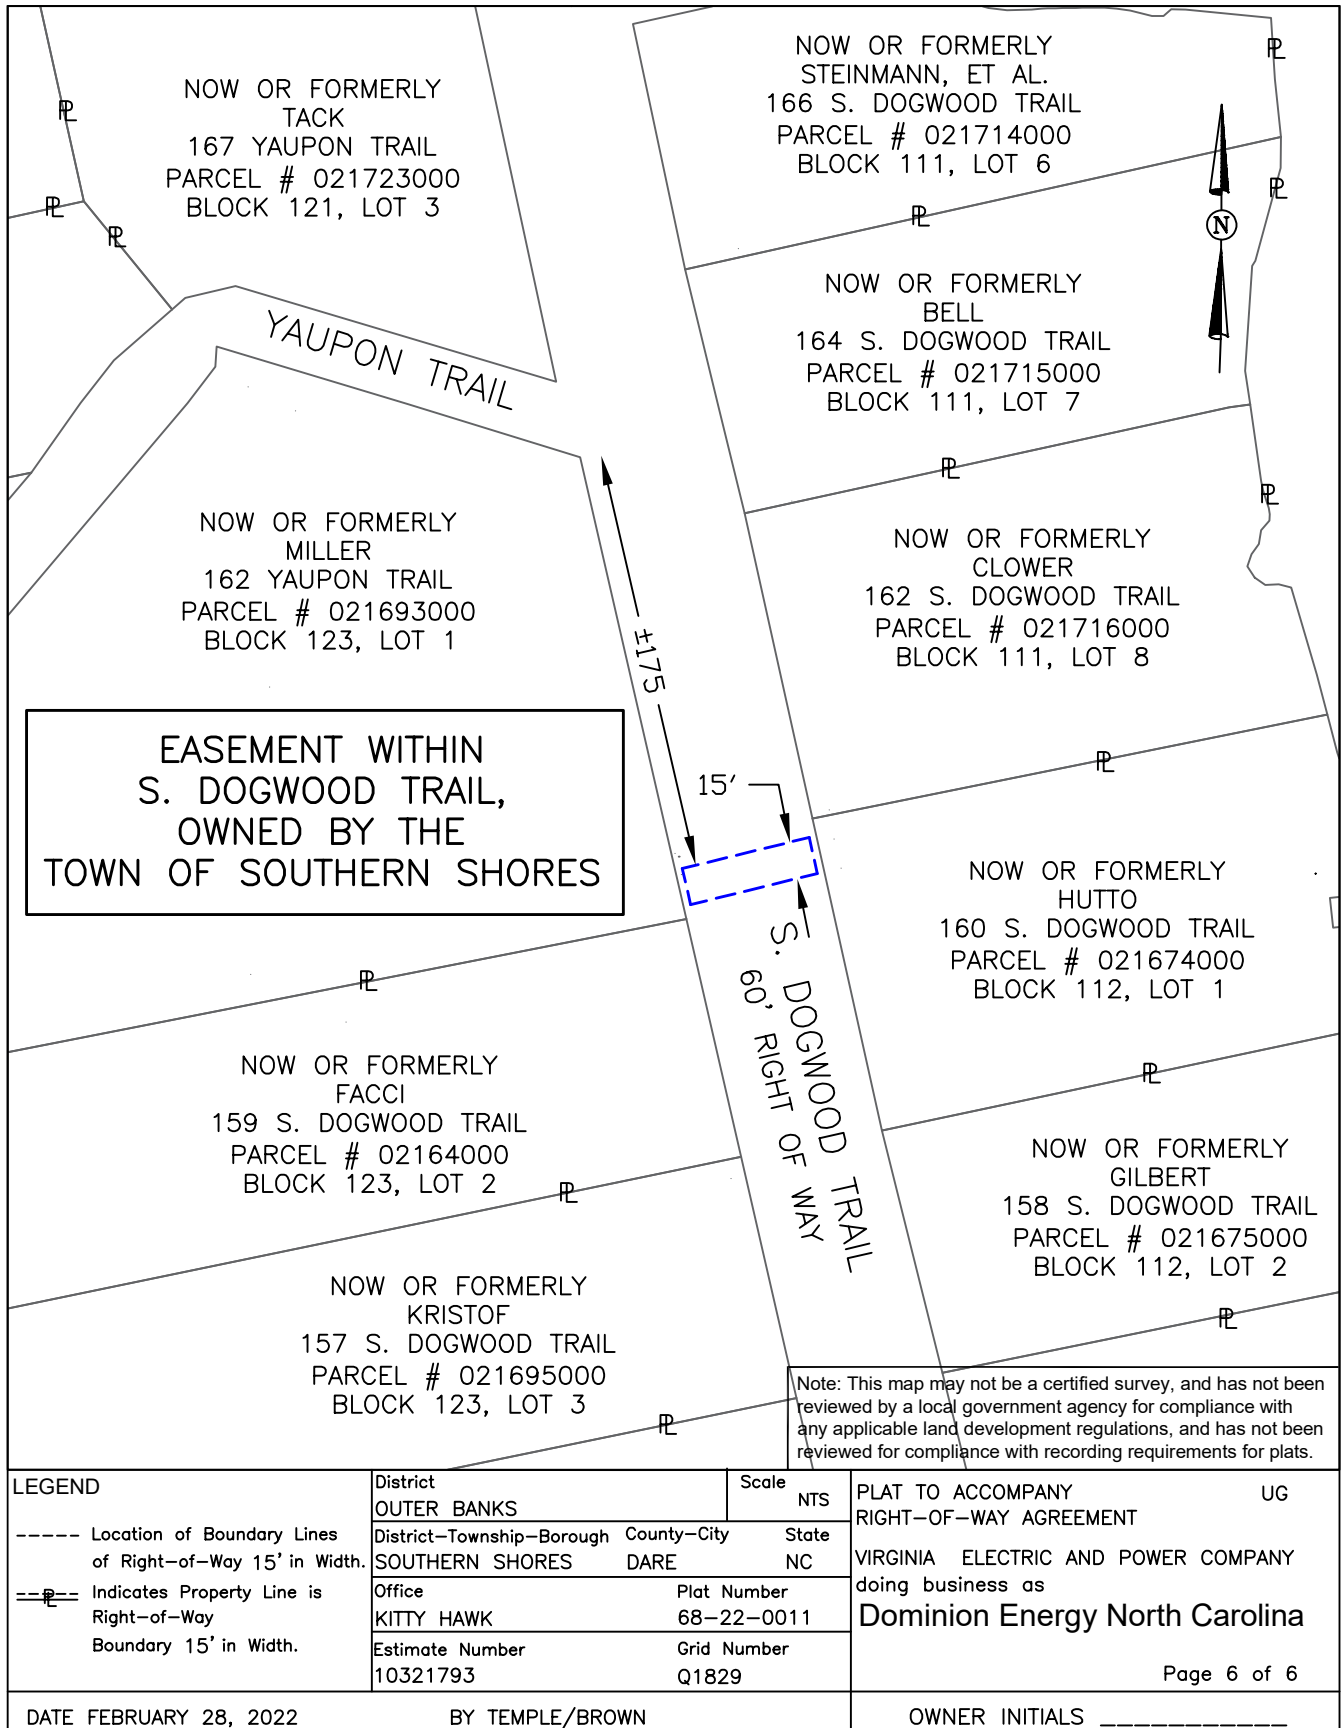 NOW OR FORMERLY
TACK
167 YAUPON TRAIL
PARCEL # 021723000
BLOCK 121, LOT 3
NOW OR FORMERLY
STEINMANN, ET AL.
166 S. DOGWOOD TRAIL
PARCEL # 021714000
BLOCK 111, LOT 6
N
NOW OR FORMERLY
BELL
164 S. DOGWOOD TRAIL
PARCEL # 021715000
BLOCK 111, LOT 7
YAUPON TRAIL
NOW OR FORMERLY
MILLER
162 YAUPON TRAIL
PARCEL # 021693000
BLOCK 123, LOT 1
NOW OR FORMERLY
CLOWER
162 S. DOGWOOD TRAIL
PARCEL # 021716000
BLOCK 111, LOT 8
±175
EASEMENT WITHIN
S. DOGWOOD TRAIL,
OWNED BY THE
TOWN OF SOUTHERN SHORES
15'
NOW OR FORMERLY
HUTTO
160 S. DOGWOOD TRAIL
PARCEL # 021674000
BLOCK 112, LOT 1
S. DOGWOOD TRAIL
60' RIGHT OF WAY
NOW OR FORMERLY
FACCI
159 S. DOGWOOD TRAIL
PARCEL # 02164000
BLOCK 123, LOT 2
NOW OR FORMERLY
GILBERT
158 S. DOGWOOD TRAIL
PARCEL # 021675000
BLOCK 112, LOT 2
NOW OR FORMERLY
KRISTOF
157 S. DOGWOOD TRAIL
PARCEL # 021695000
BLOCK 123, LOT 3
Note: This map may not be a certified survey, and has not been
reviewed by a local government agency for compliance with
any applicable land development regulations, and has not been
reviewed for compliance with recording requirements for plats.
LEGEND
Location of Boundary Lines
of Right-of-Way 15' in Width.
Indicates Property Line is
Right-of-Way
Boundary 15' in Width.
District
OUTER BANKS
Scale
NTS
District-Township-Borough County-City State
SOUTHERN SHORES DARE NC
Office Plat Number
KITTY HAWK 68-22-0011
Estimate Number Grid Number
10321793 Q1829
PLAT TO ACCOMPANY UG
RIGHT-OF-WAY AGREEMENT
VIRGINIA ELECTRIC AND POWER COMPANY
doing business as
Dominion Energy North Carolina
Page 6 of 6
DATE FEBRUARY 28, 2022 BY TEMPLE/BROWN
OWNER INITIALS ___________